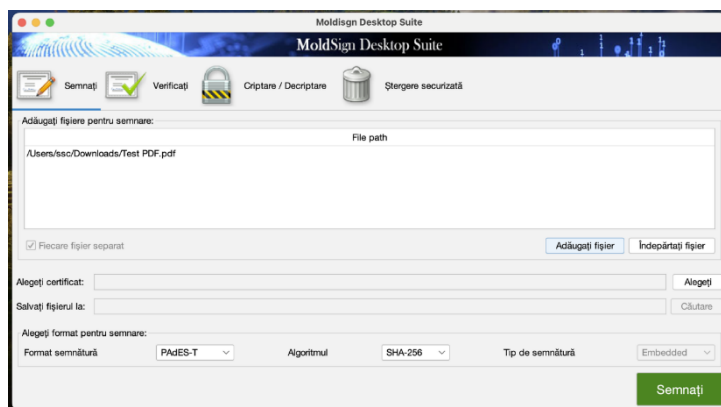 Moldisgn Desktop Suite
MoldSign Desktop Suite
Semnați Verificați Criptare / Decriptare Ștergere securizată
Adăugați fișiere pentru semnare:
File path
/Users/ssc/Downloads/Test PDF.pdf
Fiecare fișier separat Adăugați fișier Îndepărtați fișier
Alegeți certificat: Alegeți
Salvați fișierul la: Căutare
Alegeți format pentru semnare:
Format semnătură PAdES-T Algoritmul SHA-256 Tip de semnătură Embedded
Semnați